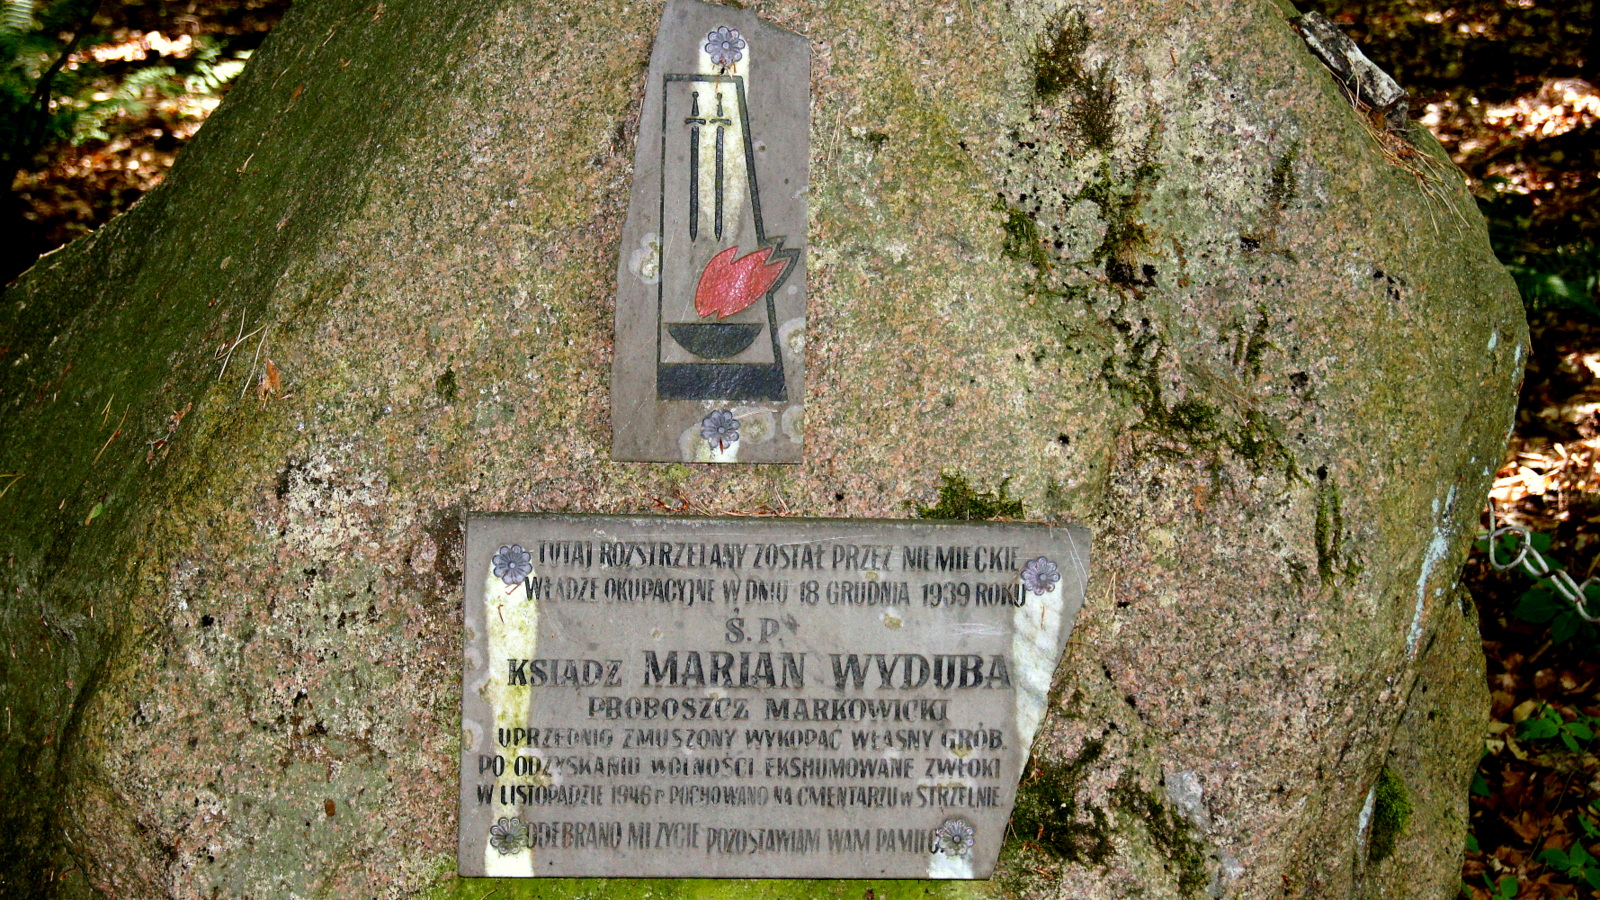 TUTAJ ROZSTRZELANY ZOSTAŁ PRZEZ NIEMIECKIE
WŁADZE OKUPACYJNE W DNIU 18 GRUDNIA 1939 ROKU
Ś.P.
KSIĄDZ MARIAN WYDUBA
PROBOSZCZ MARKOWICKI
UPRZEDNIO ZMUSZONY WYKOPAĆ WŁASNY GRÓB.
PO ODZYSKANIU WOLNOŚCI EKSHUMOWANE ZWŁOKI
W LISTOPADZIE 1946 r. POCHOWANO NA CMENTARZU w STRZELNIE.
ODEBRANO MI ŻYCIE POZOSTAWIAM WAM PAMIĘĆ.